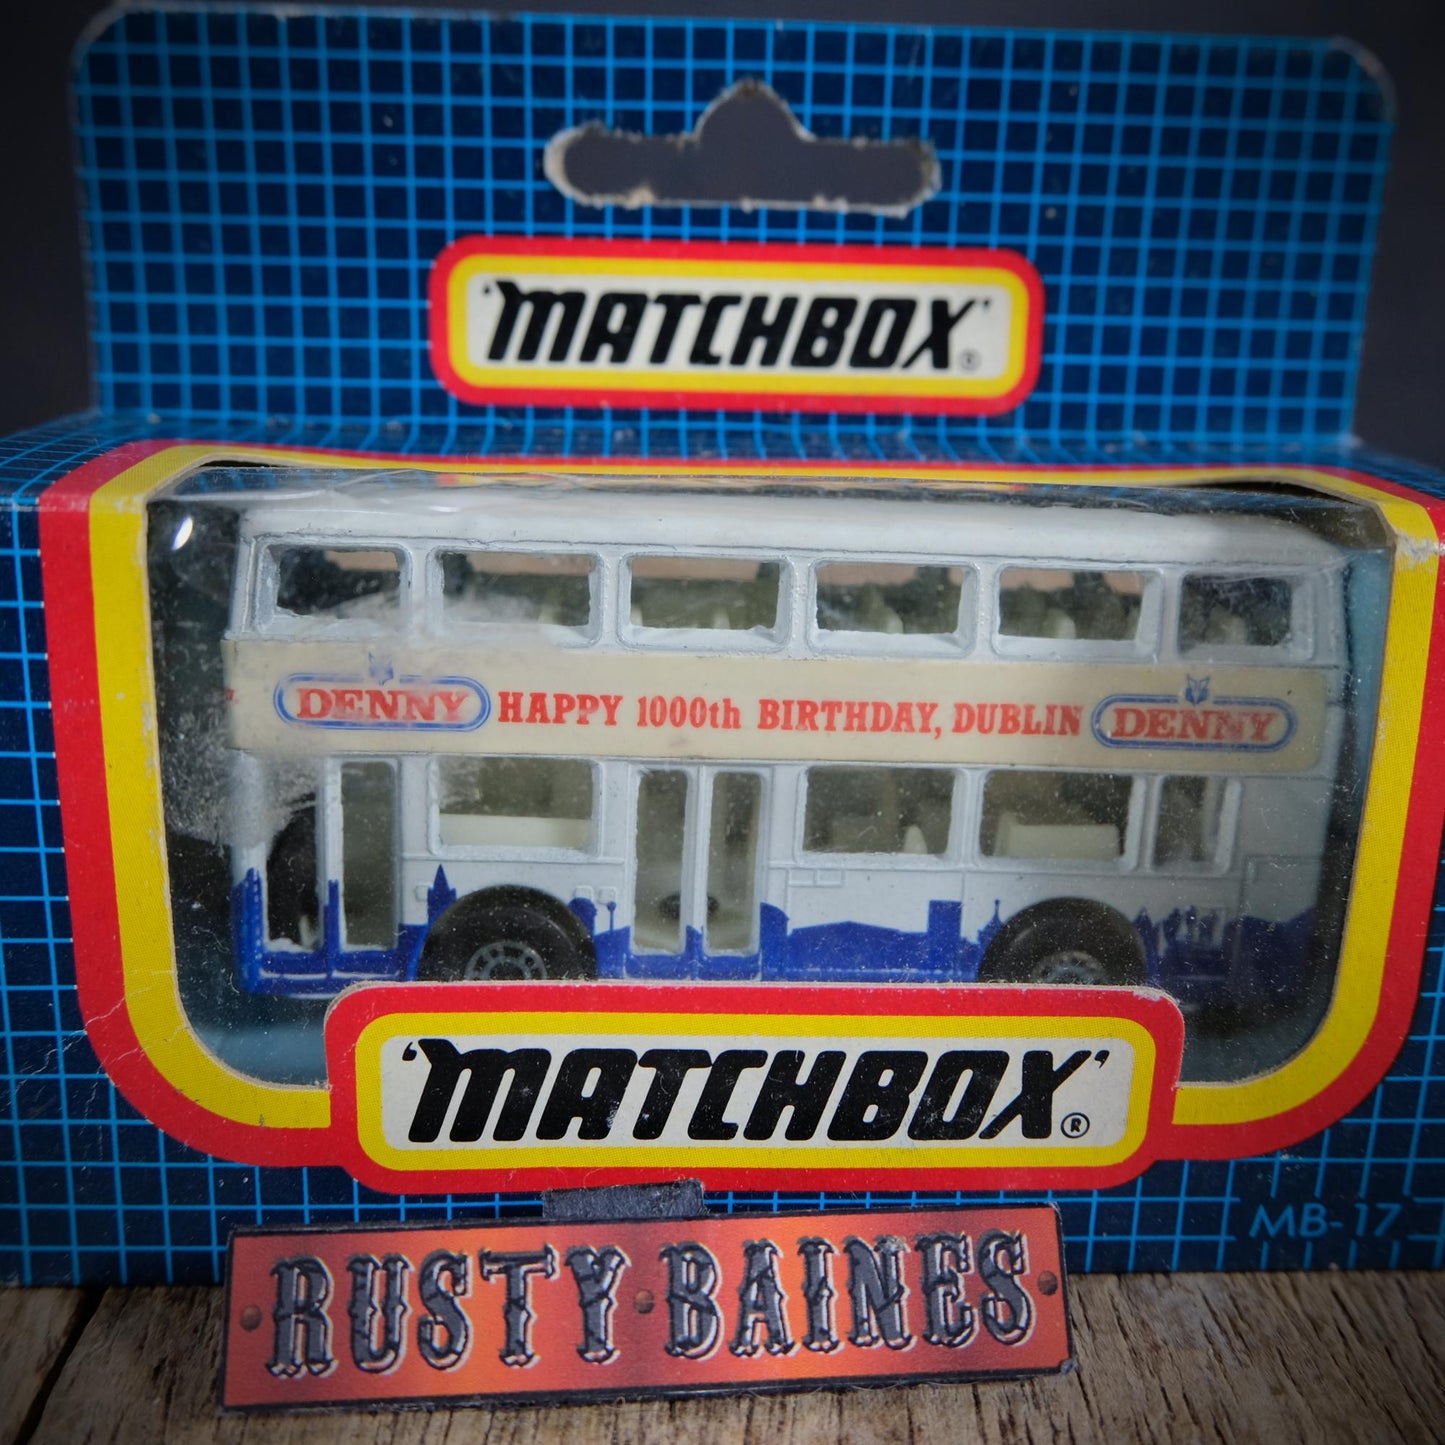 'MATCHBOX'®
DENNY HAPPY 1000th BIRTHDAY, DUBLIN DENNY
'MATCHBOX'®
MB-17
RUSTY BAINES